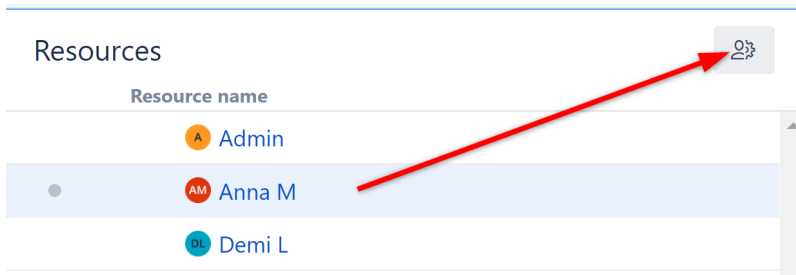 Resources
Resource name
A Admin
AM Anna M
DL Demi L